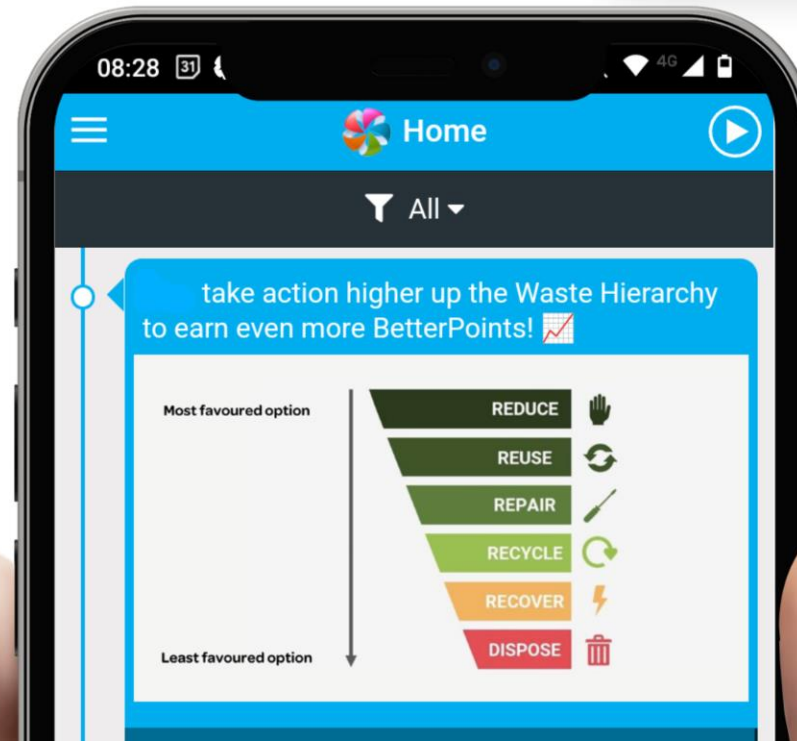 08:28 31 4G
Home
All
take action higher up the Waste Hierarchy
to earn even more BetterPoints! 
Most favoured option
REDUCE
REUSE
REPAIR
RECYCLE
RECOVER
Least favoured option
DISPOSE